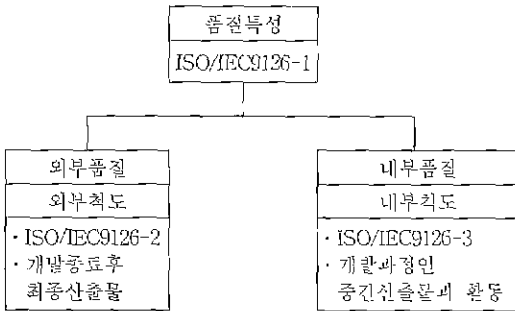 품질특성
ISO/IEC9126-1
외부품질
외부척도
· ISO/IEC9126-2
· 개발종료후
최종산출물
내부품질
내부척도
· ISO/IEC9126-3
· 개발과정인
중간산출물과 활동